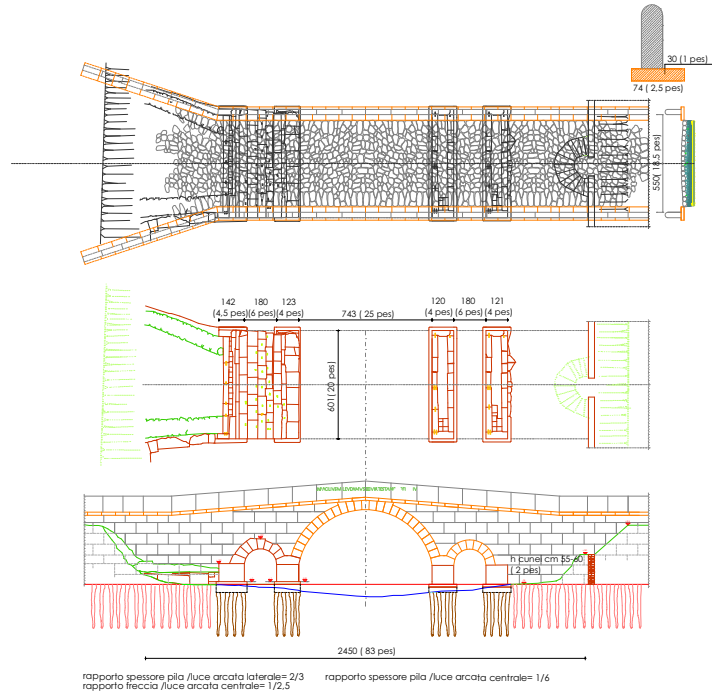 30 (1 pes)
74 ( 2,5 pes)
550( 18,5 pes)
142
(4,5 pes)
180
(6 pes)
123
(4 pes)
743 (25 pes)
120
(4 pes)
180
(6 pes)
121
(4 pes)
601( 20 pes)
h cunei cm 55-60
( 2 pes)
2450 ( 83 pes)
rapporto spessore pila /luce arcata laterale= 2/3
rapporto spessore pila /luce arcata centrale= 1/6
rapporto freccia /luce arcata centrale= 1/2,5